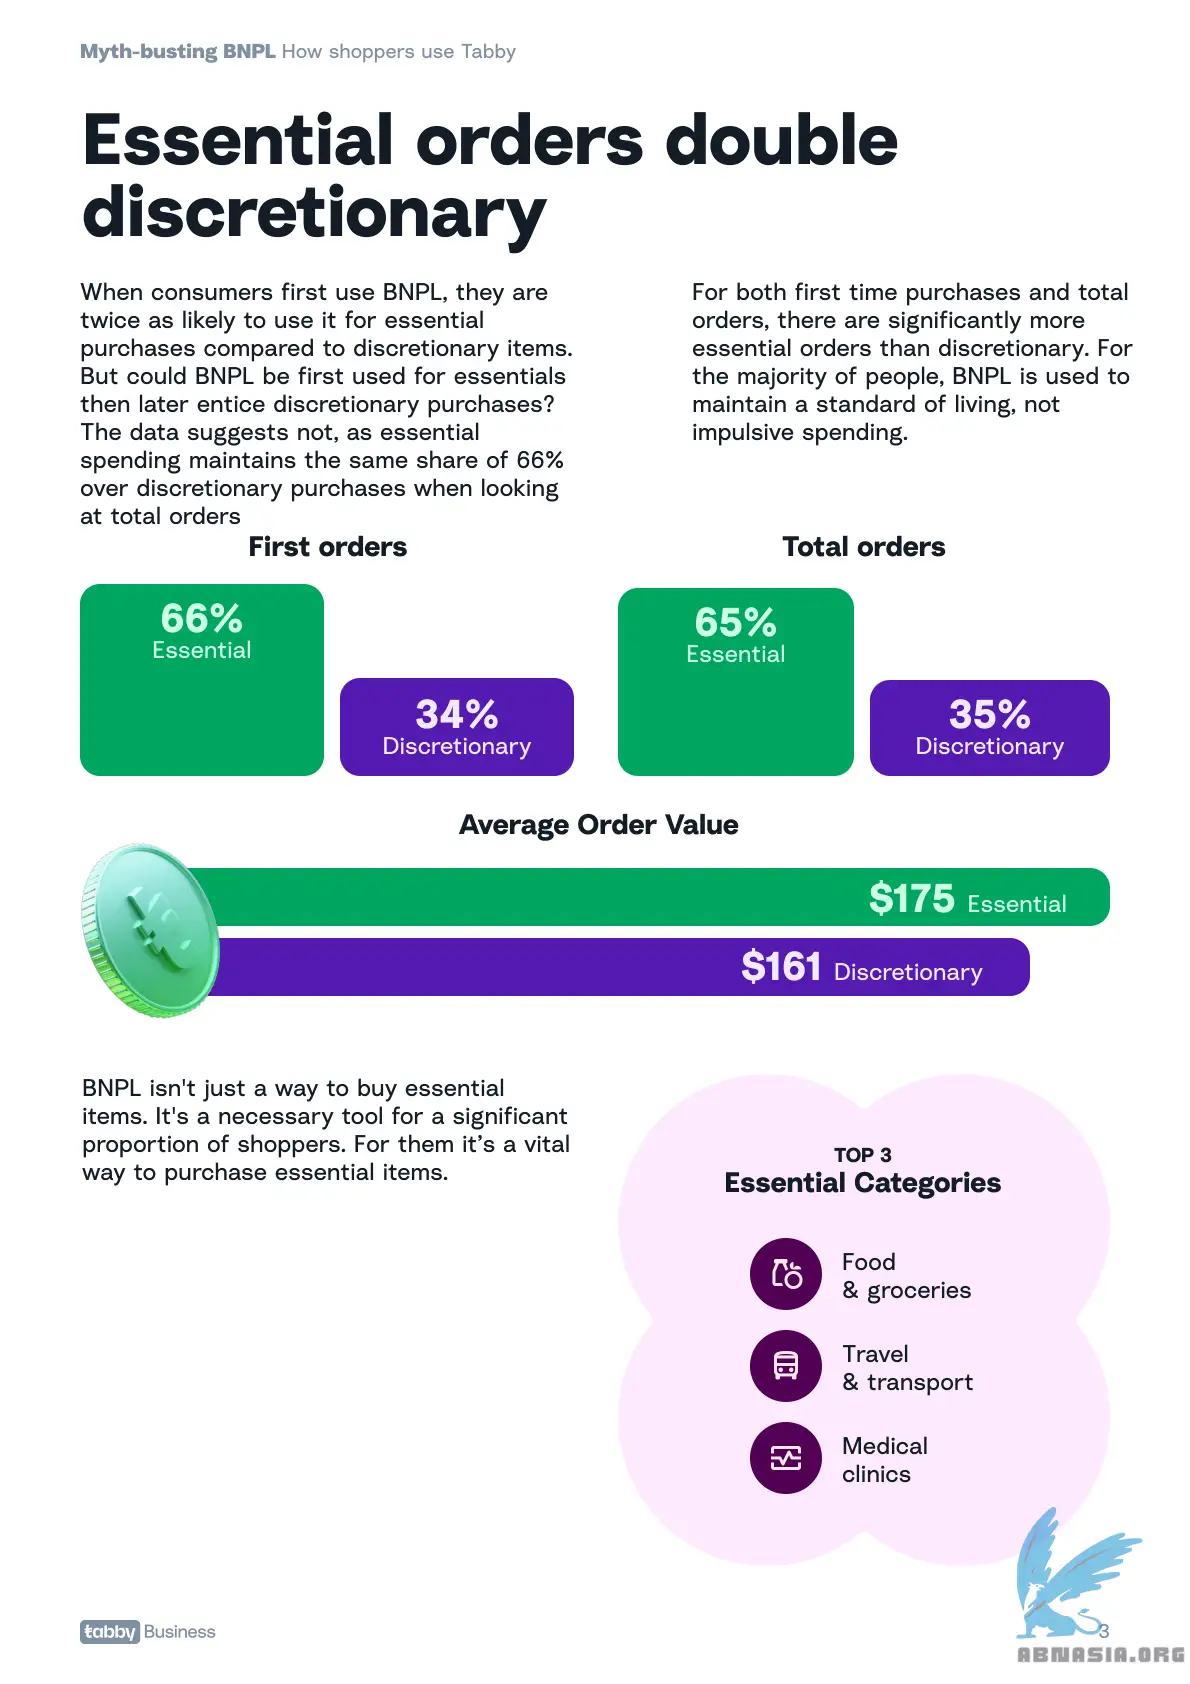 Myth-busting BNPL How shoppers use Tabby
Essential orders double
discretionary
When consumers first use BNPL, they are
twice as likely to use it for essential
purchases compared to discretionary items.
But could BNPL be first used for essentials
then later entice discretionary purchases?
The data suggests not, as essential
spending maintains the same share of 66%
over discretionary purchases when looking
at total orders
For both first time purchases and total
orders, there are significantly more
essential orders than discretionary. For
the majority of people, BNPL is used to
maintain a standard of living, not
impulsive spending.
First orders
66%
Essential
34%
Discretionary
Total orders
65%
Essential
35%
Discretionary
Average Order Value
$175 Essential
$161 Discretionary
BNPL isn't just a way to buy essential
items. It's a necessary tool for a significant
proportion of shoppers. For them it’s a vital
way to purchase essential items.
TOP 3
Essential Categories
Food
& groceries
Travel
& transport
Medical
clinics
tabby Business
3
ABNASIA.ORG